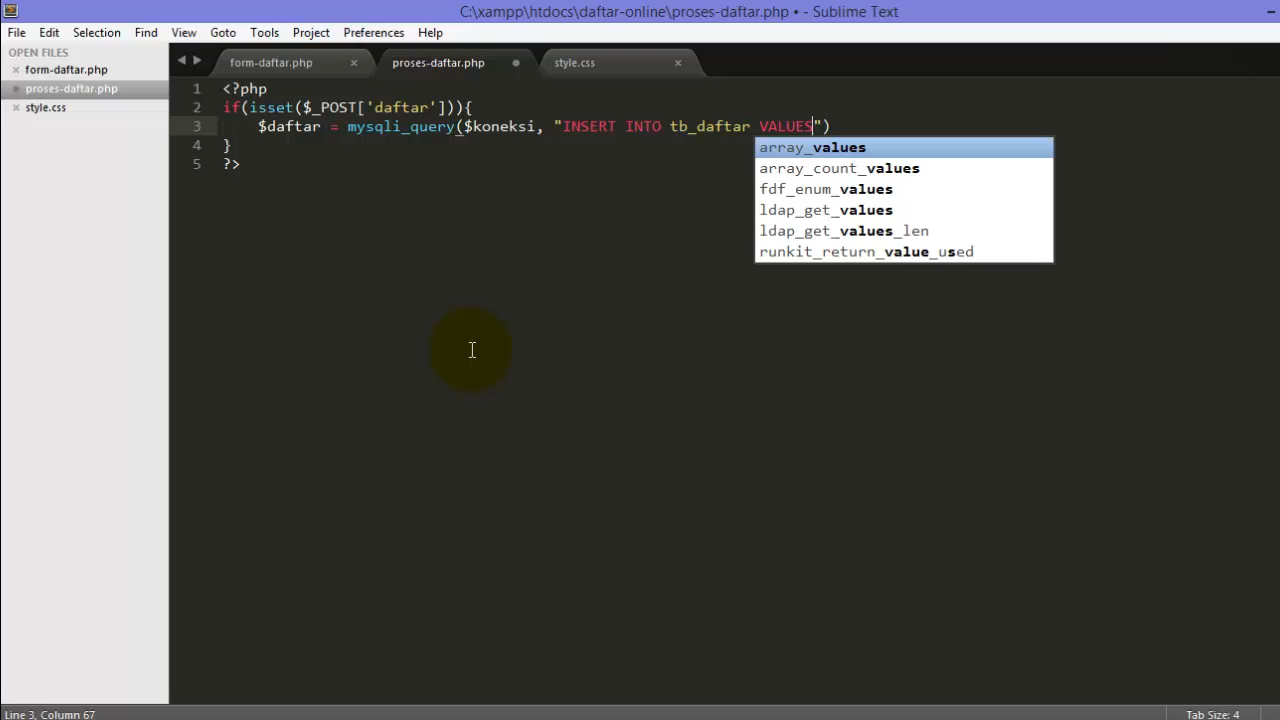 C:\xampp\htdocs\daftar-online\proses-daftar.php • - Sublime Text
File Edit Selection Find View Goto Tools Project Preferences Help
OPEN FILES
form-daftar.php
proses-daftar.php
style.css
form-daftar.php proses-daftar.php style.css
1 <?php
2 if(isset($_POST['daftar'])){
3 $daftar = mysqli_query($koneksi, "INSERT INTO tb_daftar VALUES")
4 }
5 ?>
array_values
array_count_values
fdf_enum_values
ldap_get_values
ldap_get_values_len
runkit_return_value_used
Line 3, Column 67
Tab Size: 4